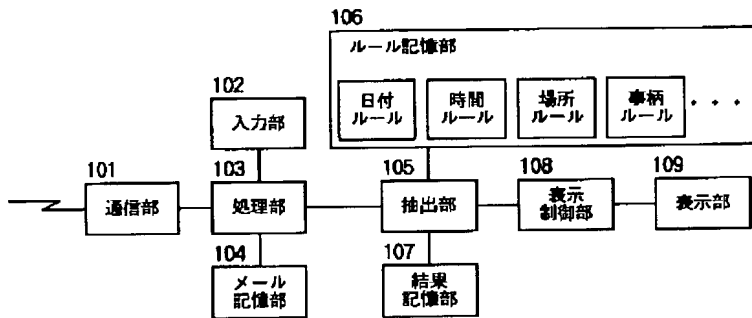 106
ルール記憶部
日付
ルール
時間
ルール
場所
ルール
事柄
ルール
・・・
102
入力部
101
通信部
103
処理部
105
抽出部
108
表示
制御部
109
表示部
104
メール
記憶部
107
結果
記憶部